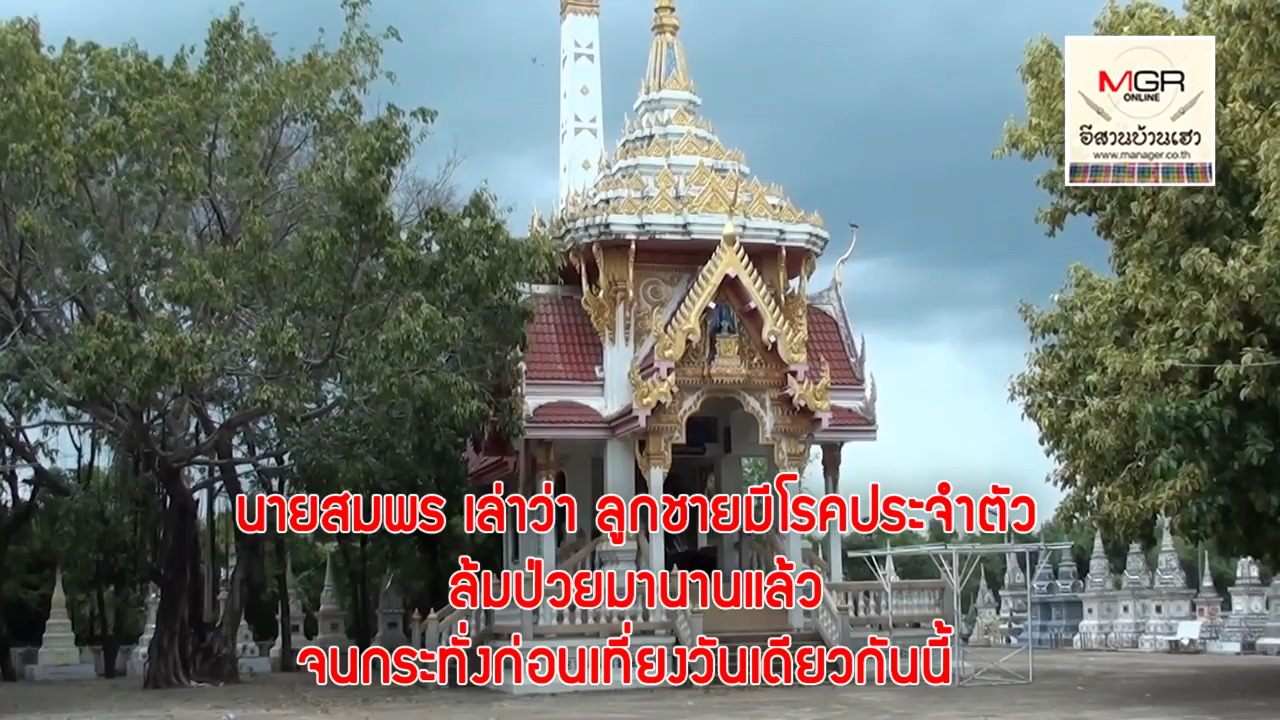 MGR
ONLINE
อีสานบ้านเฮา
www.manager.co.th
นายสมพร เล่าว่า ลูกชายมีโรคประจำตัว
ล้มป่วยมานานแล้ว
จนกระทั่งก่อนเที่ยงวันเดียวกันนี้